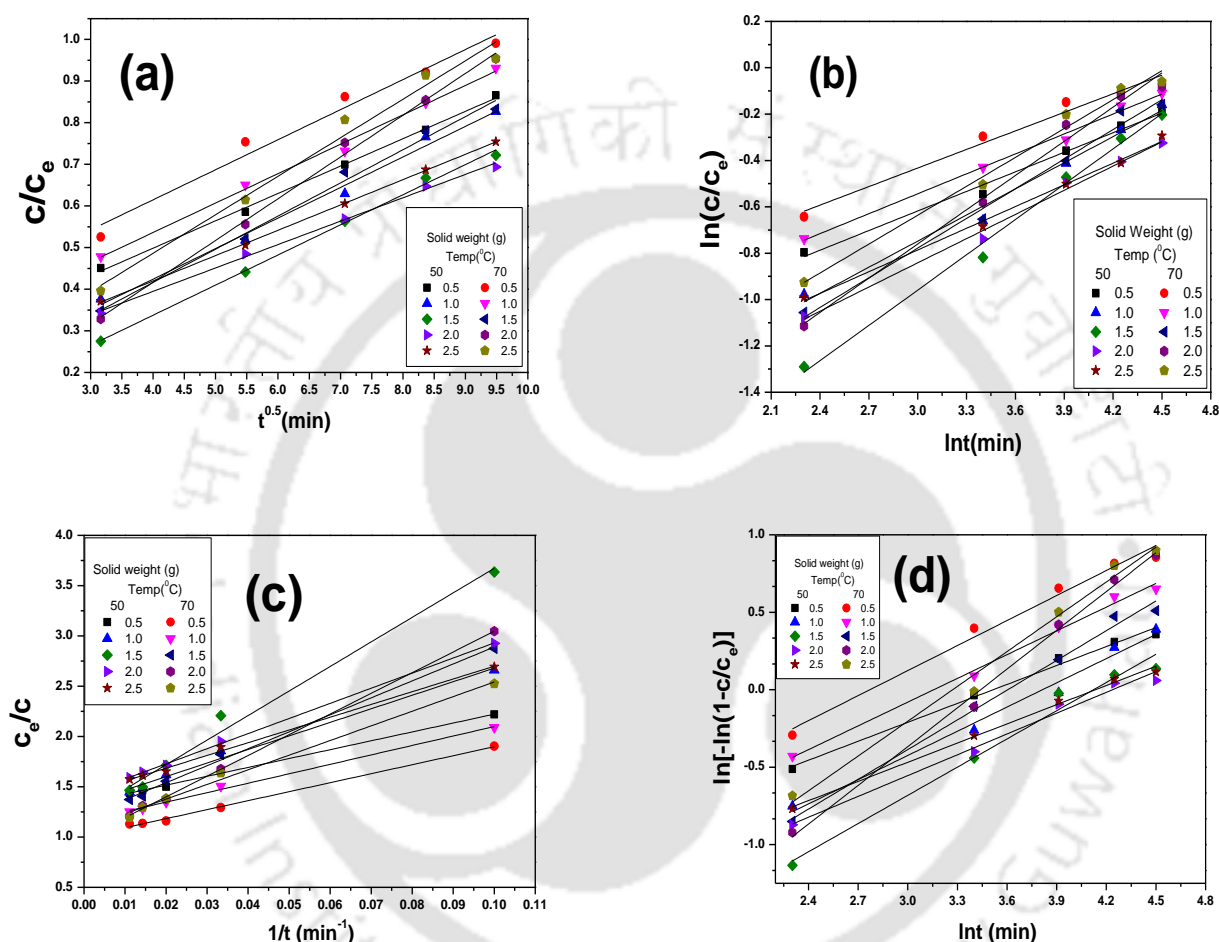 (a)
c/c_e
1.0
0.9
0.8
0.7
0.6
0.5
0.4
0.3
0.2
3.0 3.5 4.0 4.5 5.0 5.5 6.0 6.5 7.0 7.5 8.0 8.5 9.0 9.5 10.0
t^0.5(min)
Solid weight (g)
Temp(^0C)
50 70
0.5 0.5
1.0 1.0
1.5 1.5
2.0 2.0
2.5 2.5
(b)
ln(c/c_e)
0.0
-0.2
-0.4
-0.6
-0.8
-1.0
-1.2
-1.4
2.1 2.4 2.7 3.0 3.3 3.6 3.9 4.2 4.5 4.8
lnt(min)
Solid Weight (g)
Temp (^0C)
50 70
0.5 0.5
1.0 1.0
1.5 1.5
2.0 2.0
2.5 2.5
(c)
c_e/c
4.0
3.5
3.0
2.5
2.0
1.5
1.0
0.5
0.00 0.01 0.02 0.03 0.04 0.05 0.06 0.07 0.08 0.09 0.10 0.11
1/t (min^-1)
Solid weight (g)
Temp(^0C)
50 70
0.5 0.5
1.0 1.0
1.5 1.5
2.0 2.0
2.5 2.5
(d)
ln[-ln(1-c/c_e)]
1.0
0.5
0.0
-0.5
-1.0
2.4 2.7 3.0 3.3 3.6 3.9 4.2 4.5 4.8
lnt (min)
Solid weight (g)
Temp(^0C)
50 70
0.5 0.5
1.0 1.0
1.5 1.5
2.0 2.0
2.5 2.5